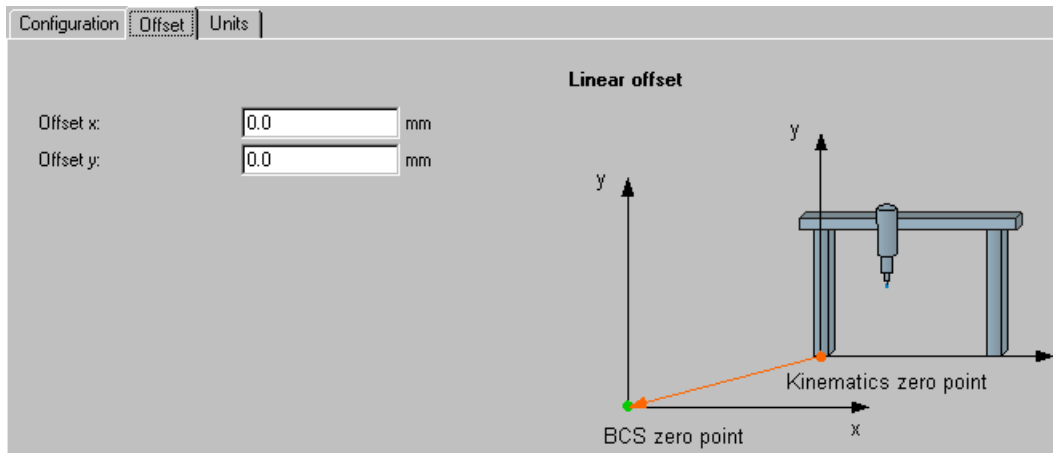 Configuration Offset Units
Linear offset
Offset x: 0.0 mm
Offset y: 0.0 mm
y
y
Kinematics zero point
BCS zero point
x